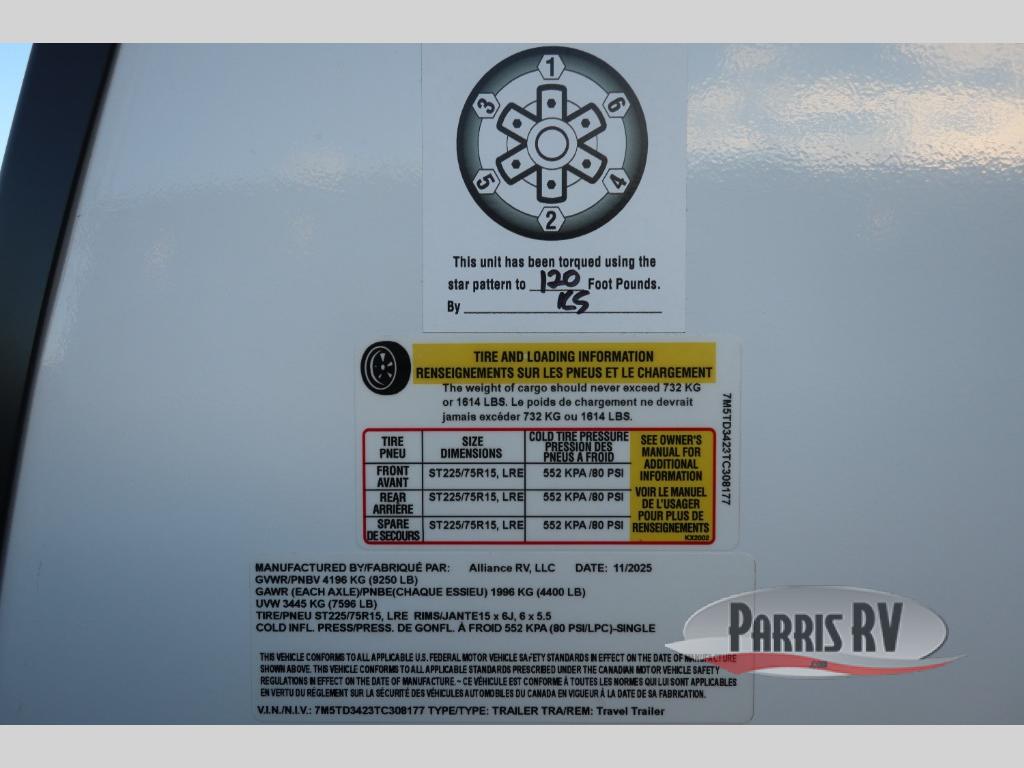 1
3 6
5 4
2
This unit has been torqued using the
star pattern to 120 Foot Pounds.
By KS
TIRE AND LOADING INFORMATION
RENSEIGNEMENTS SUR LES PNEUS ET LE CHARGEMENT
The weight of cargo should never exceed 732 KG
or 1614 LBS. Le poids de chargement ne devrait
jamais excéder 732 KG ou 1614 LBS.
TIRE
PNEU
SIZE
DIMENSIONS
COLD TIRE PRESSURE
PRESSION DES
PNEUS A FROID
FRONT
AVANT
ST225/75R15, LRE
552 KPA/80 PSI
REAR
ARRIÈRE
ST225/75R15, LRE
552 KPA/80 PSI
SPARE
DE SECOURS
ST225/75R15, LRE
552 KPA/80 PSI
SEE OWNER'S
MANUAL FOR
ADDITIONAL
INFORMATION
VOIR LE MANUEL
DE L'USAGER
POUR PLUS DE
RENSEIGNEMENTS
KX2002
7M5TD3423TC308177
MANUFACTURED BY/FABRIQUÉ PAR: Alliance RV, LLC DATE: 11/2025
GVWR/PNBV 4196 KG (9250 LB)
GAWR (EACH AXLE)/PNBE(CHAQUE ESSIEU) 1996 KG (4400 LB)
UVW 3445 KG (7596 LB)
TIRE/PNEU ST225/75R15, LRE RIMS/JANTE15 x 6J, 6 x 5.5
COLD INFL. PRESS/PRESS. DE GONFL. À FROID 552 KPA (80 PSI/LPC)-SINGLE
THIS VEHICLE CONFORMS TO ALL APPLICABLE U.S. FEDERAL MOTOR VEHICLE SAFETY STANDARDS IN EFFECT ON THE DATE OF MANUFACTURE
SHOWN ABOVE. THIS VEHICLE CONFORMS TO ALL APPLICABLE STANDARDS PRESCRIBED UNDER THE CANADIAN MOTOR VEHICLE SAFETY
REGULATIONS IN EFFECT ON THE DATE OF MANUFACTURE. ~ CE VÉHICULE EST CONFORME À TOUTES LES NORMES QUI LUI SONT APPLICABLES
EN VERTU DU RÈGLEMENT SUR LA SÉCURITÉ DES VÉHICULES AUTOMOBILES DU CANADA EN VIGUEUR À LA DATE DE SA FABRICATION.
V.I.N./N.I.V.: 7M5TD3423TC308177 TYPE/TYPE: TRAILER TRA/REM: Travel Trailer
PARRIS RV
.com